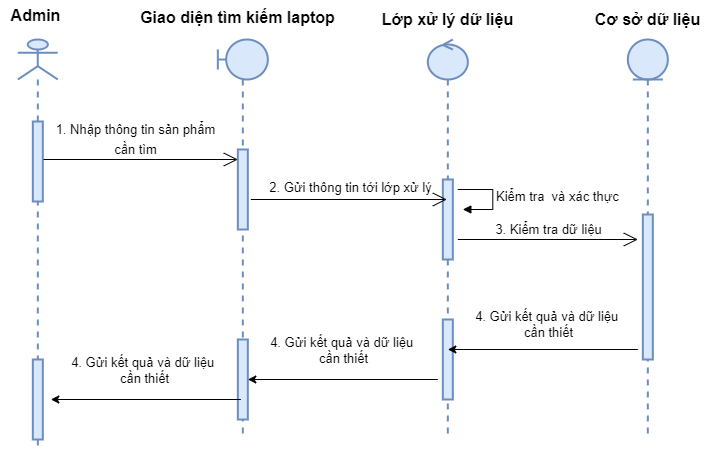 Admin
Giao diện tìm kiếm laptop
Lớp xử lý dữ liệu
Cơ sở dữ liệu
1. Nhập thông tin sản phẩm
cần tìm
2. Gửi thông tin tới lớp xử lý
Kiểm tra và xác thực
3. Kiểm tra dữ liệu
4. Gửi kết quả và dữ liệu
cần thiết
4. Gửi kết quả và dữ liệu
cần thiết
4. Gửi kết quả và dữ liệu
cần thiết